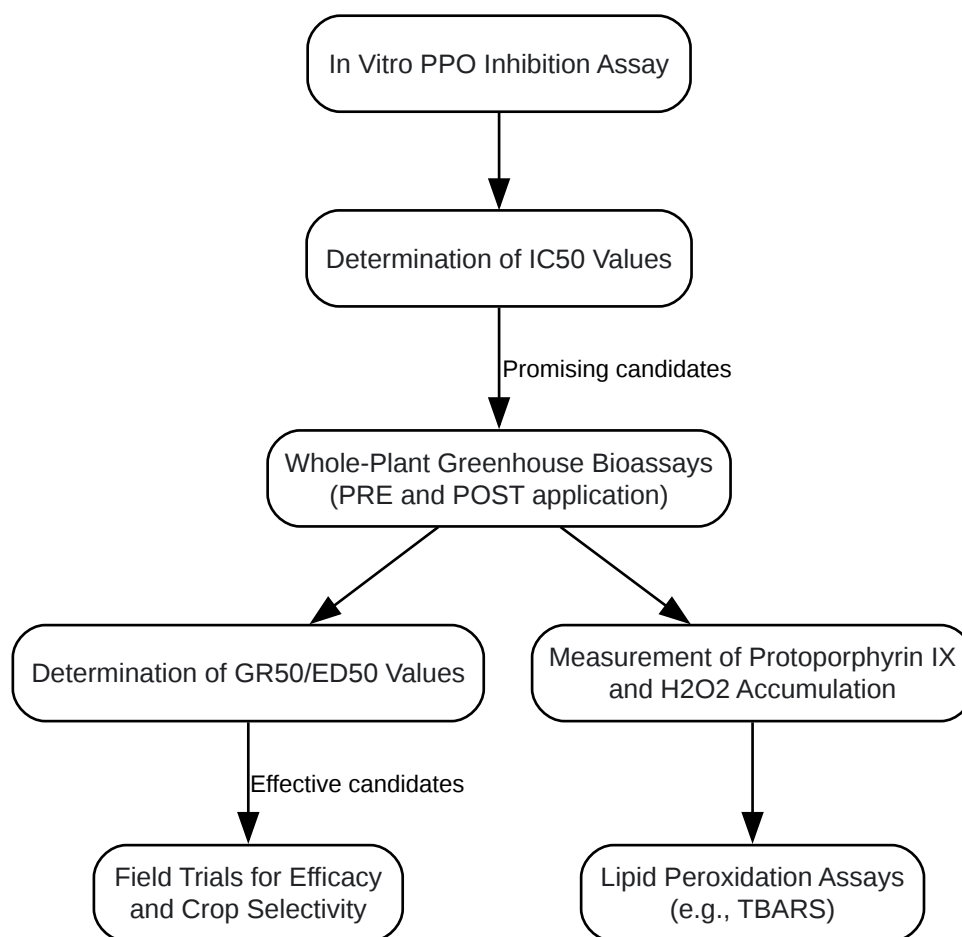 In Vitro PPO Inhibition Assay
Determination of IC50 Values
Promising candidates
Whole-Plant Greenhouse Bioassays
(PRE and POST application)
Determination of GR50/ED50 Values
Measurement of Protoporphyrin IX
and H2O2 Accumulation
Effective candidates
Field Trials for Efficacy
and Crop Selectivity
Lipid Peroxidation Assays
(e.g., TBARS)